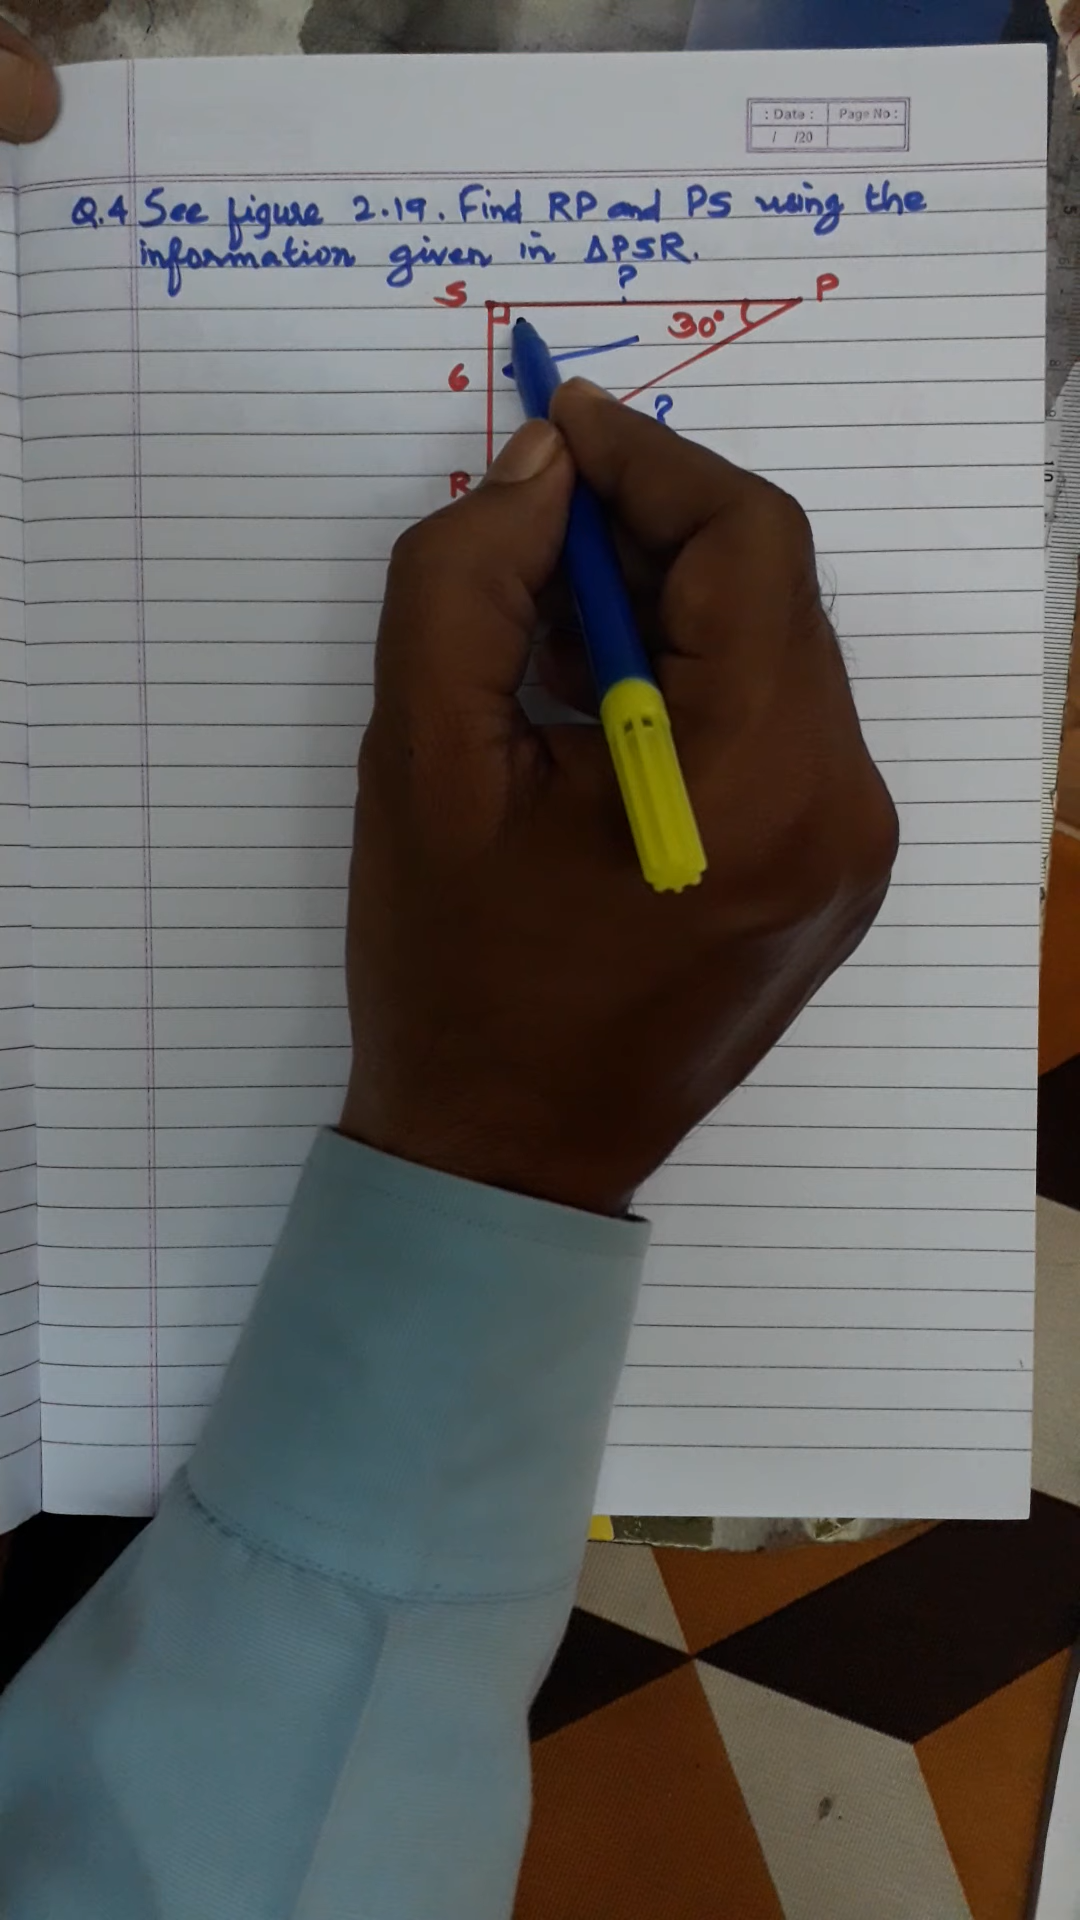 : Date : Page No :
/ /20
Q.4 See figure 2.19. Find RP and PS using the
information given in ΔPSR.
?
S P
30°
6
?
R